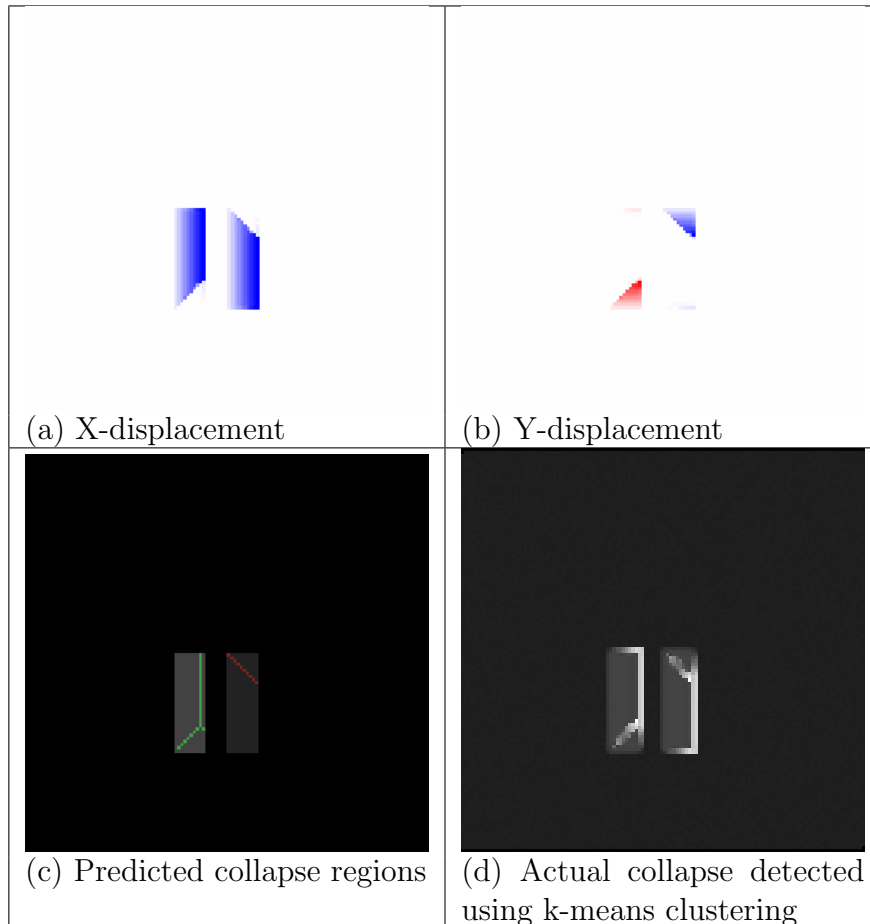 (a) X-displacement
(b) Y-displacement
(c) Predicted collapse regions
(d) Actual collapse detected
using k-means clustering